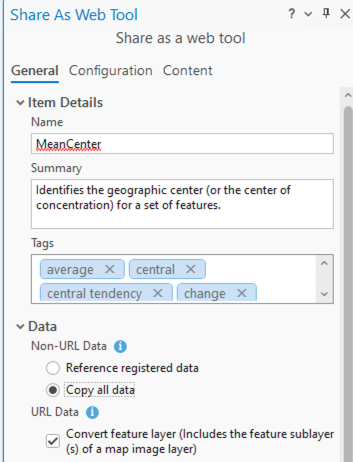 Share As Web Tool
Share as a web tool
General Configuration Content
Item Details
Name
MeanCenter
Summary
Identifies the geographic center (or the center of
concentration) for a set of features.
Tags
average central
central tendency change
Data
Non-URL Data
Reference registered data
Copy all data
URL Data
Convert feature layer (Includes the feature sublayer
(s) of a map image layer)